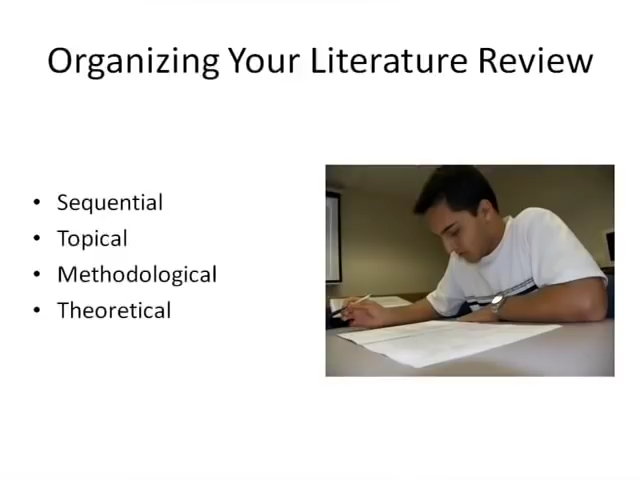 Organizing Your Literature Review
• Sequential
• Topical
• Methodological
• Theoretical